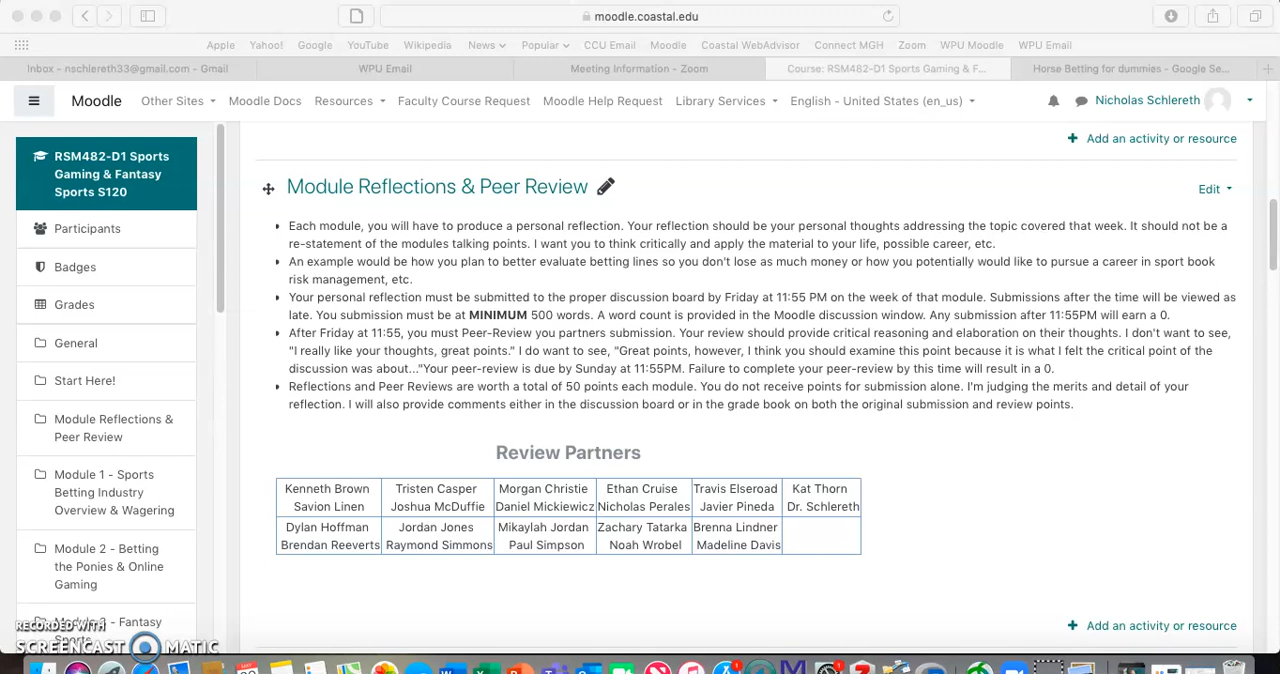 moodle.coastal.edu
Apple Yahoo! Google YouTube Wikipedia News Popular CCU Email Moodle Coastal WebAdvisor Connect MGH Zoom WPU Moodle WPU Email
Inbox - nschlereth33@gmail.com - Gmail WPU Email Meeting Information - Zoom Course: RSM482-D1 Sports Gaming & F... Horse Betting for dummies - Google Se...
Moodle Other Sites Moodle Docs Resources Faculty Course Request Moodle Help Request Library Services English - United States (en_us) Nicholas Schlereth
RSM482-D1 Sports
Gaming & Fantasy
Sports S120
Participants
Badges
Grades
General
Start Here!
Module Reflections &
Peer Review
Module 1 - Sports
Betting Industry
Overview & Wagering
Module 2 - Betting
the Ponies & Online
Gaming
- Fantasy
RECORDED WITH
SCREENCAST MATIC
Add an activity or resource
Module Reflections & Peer Review
Edit
Each module, you will have to produce a personal reflection. Your reflection should be your personal thoughts addressing the topic covered that week. It should not be a
re-statement of the modules talking points. I want you to think critically and apply the material to your life, possible career, etc.
An example would be how you plan to better evaluate betting lines so you don't lose as much money or how you potentially would like to pursue a career in sport book
risk management, etc.
Your personal reflection must be submitted to the proper discussion board by Friday at 11:55 PM on the week of that module. Submissions after the time will be viewed as
late. You submission must be at MINIMUM 500 words. A word count is provided in the Moodle discussion window. Any submission after 11:55PM will earn a 0.
After Friday at 11:55, you must Peer-Review you partners submission. Your review should provide critical reasoning and elaboration on their thoughts. I don't want to see,
"I really like your thoughts, great points." I do want to see, "Great points, however, I think you should examine this point because it is what I felt the critical point of the
discussion was about..."Your peer-review is due by Sunday at 11:55PM. Failure to complete your peer-review by this time will result in a 0.
Reflections and Peer Reviews are worth a total of 50 points each module. You do not receive points for submission alone. I'm judging the merits and detail of your
reflection. I will also provide comments either in the discussion board or in the grade book on both the original submission and review points.
Review Partners
Kenneth Brown Tristen Casper Morgan Christie Ethan Cruise Travis Elseroad Kat Thorn
Savion Linen Joshua McDuffie Daniel Mickiewicz Nicholas Perales Javier Pineda Dr. Schlereth
Dylan Hoffman Jordan Jones Mikaylah Jordan Zachary Tatarka Brenna Lindner
Brendan Reeverts Raymond Simmons Paul Simpson Noah Wrobel Madeline Davis
Add an activity or resource